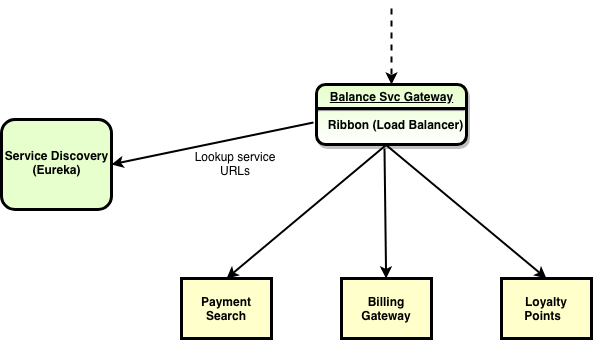 Balance Svc Gateway
Ribbon (Load Balancer)
Service Discovery
(Eureka)
Lookup service
URLs
Payment
Search
Billing
Gateway
Loyalty
Points